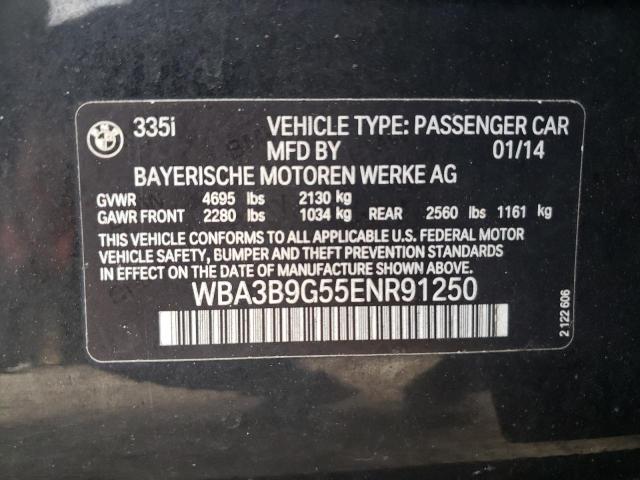 BMW
335i VEHICLE TYPE: PASSENGER CAR
MFD BY 01/14
BAYERISCHE MOTOREN WERKE AG
GVWR 4695 lbs 2130 kg
GAWR FRONT 2280 lbs 1034 kg REAR 2560 lbs 1161 kg
THIS VEHICLE CONFORMS TO ALL APPLICABLE U.S. FEDERAL MOTOR
VEHICLE SAFETY, BUMPER AND THEFT PREVENTION STANDARDS
IN EFFECT ON THE DATE OF MANUFACTURE SHOWN ABOVE.
WBA3B9G55ENR91250
2 122 606